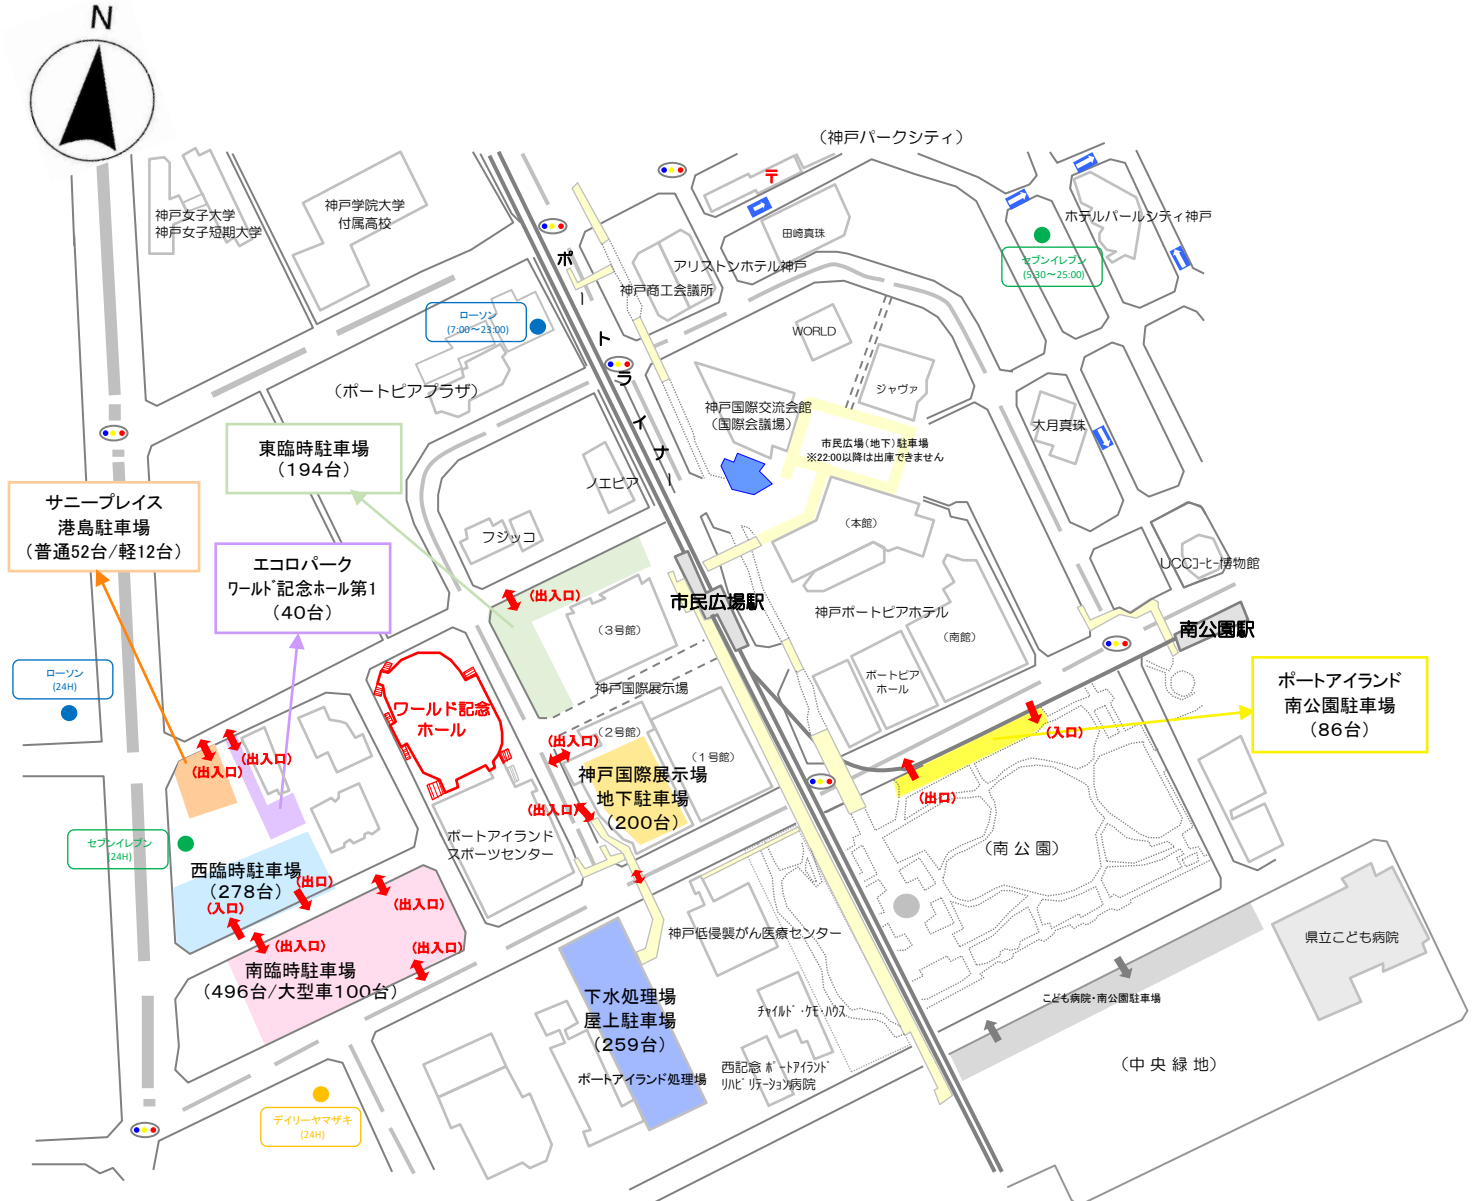 N
（神戸パークシティ）
〒
神戸女子大学
神戸女子短期大学
神戸学院大学
付属高校
田崎真珠
ホテルパールシティ神戸
セブンイレブン
(5:30～25:00)
アリストンホテル神戸
神戸商工会議所
ポートライナー
ローソン
(7:00～23:00)
WORLD
（ポートピアプラザ）
ジャヴァ
神戸国際交流会館
（国際会議場）
大月真珠
市民広場（地下）駐車場
※22:00以降は出庫できません
東臨時駐車場
（194台）
ノエビア
サニープレイス
港島駐車場
（普通52台/軽12台）
フジッコ
（本館）
エコロパーク
ワールド記念ホール第1
（40台）
UCCコーヒー博物館
（出入口）
市民広場駅
神戸ポートピアホテル
（3号館）
（南館）
南公園駅
ローソン
(24H)
ポートピア
ホール
神戸国際展示場
ポートアイランド
南公園駐車場
（86台）
ワールド記念
ホール
（2号館）
（入口）
（出入口）
（出入口）
（1号館）
（出入口）
神戸国際展示場
地下駐車場
（200台）
（出口）
（出入口）
セブンイレブン
(24H)
ポートアイランド
スポーツセンター
（南 公 園）
西臨時駐車場
（278台）
（出口）
（入口）
（出入口）
（出入口）
（出入口）
神戸低侵襲がん医療センター
県立こども病院
南臨時駐車場
（496台/大型車100台）
下水処理場
屋上駐車場
（259台）
こども病院・南公園駐車場
チャイルド・ケモ・ハウス
ポートアイランド処理場
西記念 ポートアイランド
リハビリテーション病院
（中 央 緑 地）
デイリーヤマザキ
(24H)